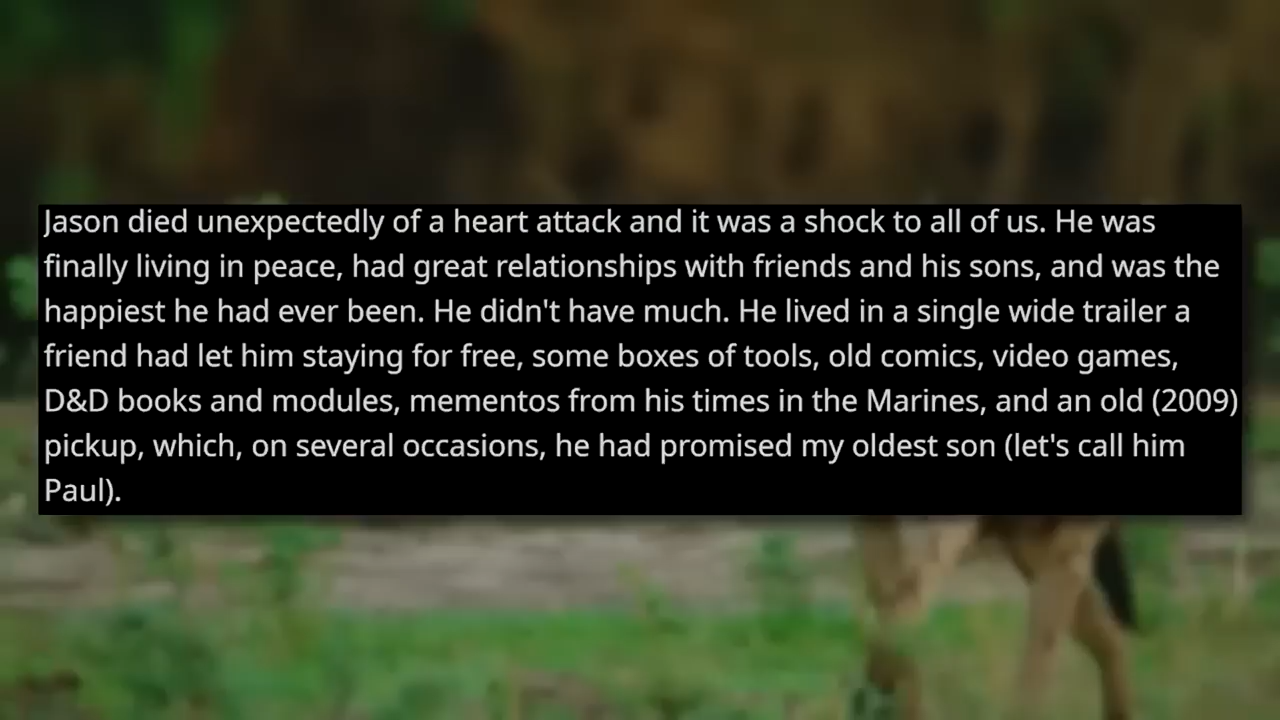 Jason died unexpectedly of a heart attack and it was a shock to all of us. He was
finally living in peace, had great relationships with friends and his sons, and was the
happiest he had ever been. He didn't have much. He lived in a single wide trailer a
friend had let him staying for free, some boxes of tools, old comics, video games,
D&D books and modules, mementos from his times in the Marines, and an old (2009)
pickup, which, on several occasions, he had promised my oldest son (let's call him
Paul).